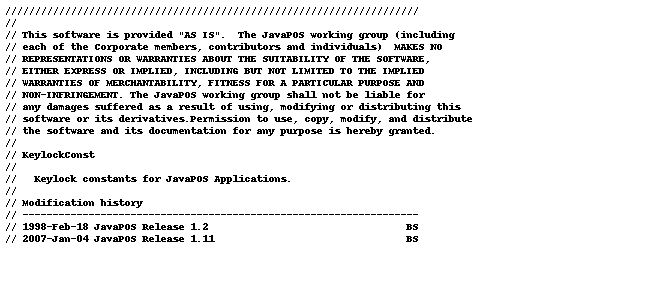 //////////////////////////////////////////////////////////////////////
//
// This software is provided "AS IS".  The JavaPOS working group (including
// each of the Corporate members, contributors and individuals)  MAKES NO
// REPRESENTATIONS OR WARRANTIES ABOUT THE SUITABILITY OF THE SOFTWARE,
// EITHER EXPRESS OR IMPLIED, INCLUDING BUT NOT LIMITED TO THE IMPLIED
// WARRANTIES OF MERCHANTABILITY, FITNESS FOR A PARTICULAR PURPOSE AND
// NON-INFRINGEMENT. The JavaPOS working group shall not be liable for
// any damages suffered as a result of using, modifying or distributing this
// software or its derivatives.Permission to use, copy, modify, and distribute
// the software and its documentation for any purpose is hereby granted.
//
// KeylockConst
//
//   Keylock constants for JavaPOS Applications.
//
// Modification history
// -------------------------------------------------------------------
// 1998-Feb-18 JavaPOS Release 1.2                                 BS
// 2007-Jan-04 JavaPOS Release 1.11                                BS